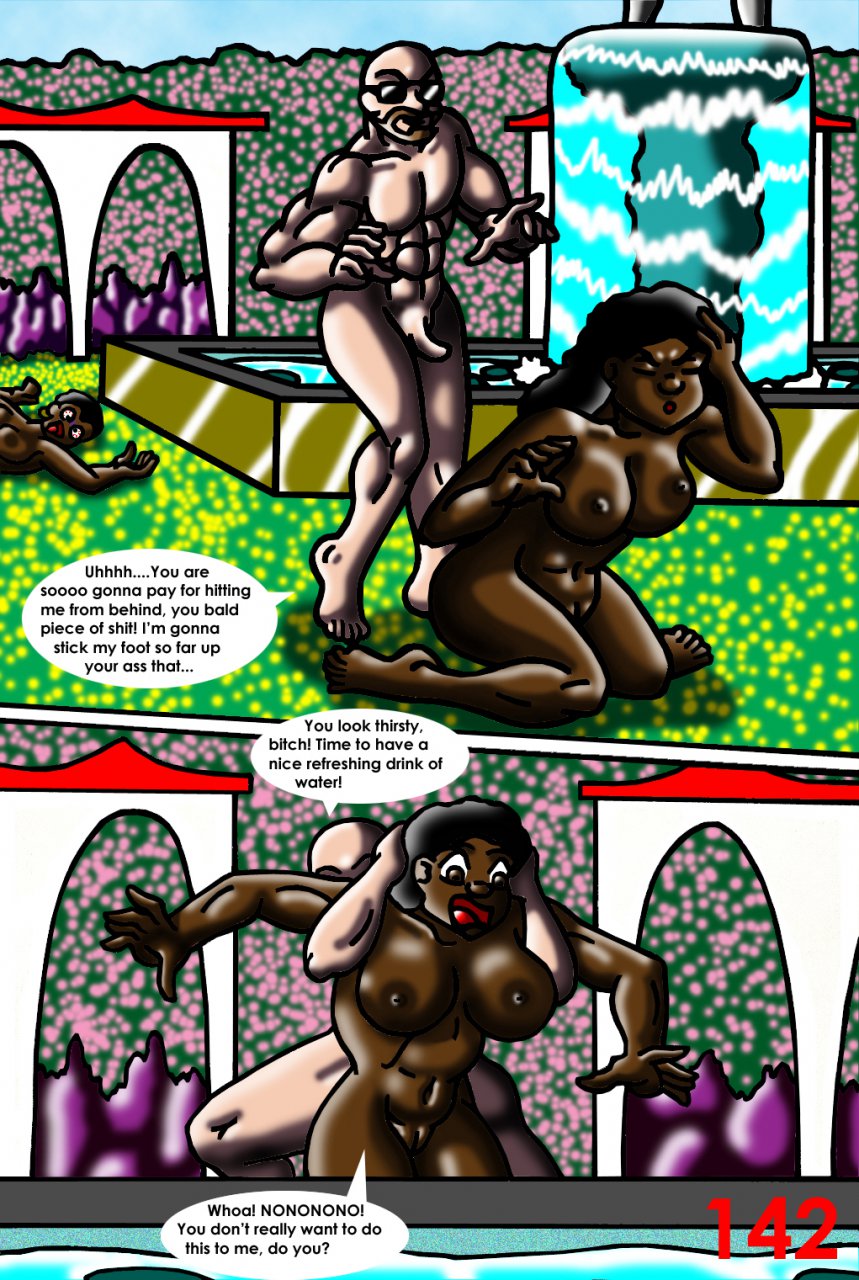 Uhhhh....You are
soooo gonna pay for hitting
me from behind, you bald
piece of shit! I'm gonna
stick my foot so far up
your ass that...
You look thirsty,
bitch! Time to have a
nice refreshing drink of
water!
Whoa! NONONONO!
You don't really want to do
this to me, do you?
142